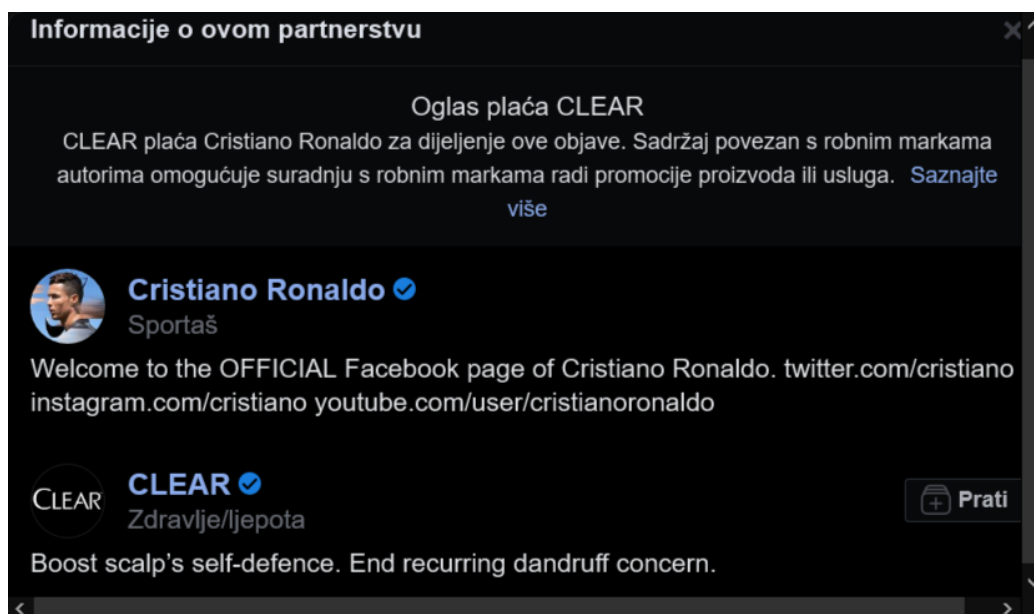 Informacije o ovom partnerstvu
Oglas plaća CLEAR
CLEAR plaća Cristiano Ronaldo za dijeljenje ove objave. Sadržaj povezan s robnim markama
autorima omogućuje suradnju s robnim markama radi promocije proizvoda ili usluga. Saznajte
više
Cristiano Ronaldo
Sportaš
Welcome to the OFFICIAL Facebook page of Cristiano Ronaldo. twitter.com/cristiano
instagram.com/cristiano youtube.com/user/cristianoronaldo
CLEAR
CLEAR
Zdravlje/ljepota
Prati
Boost scalp’s self-defence. End recurring dandruff concern.